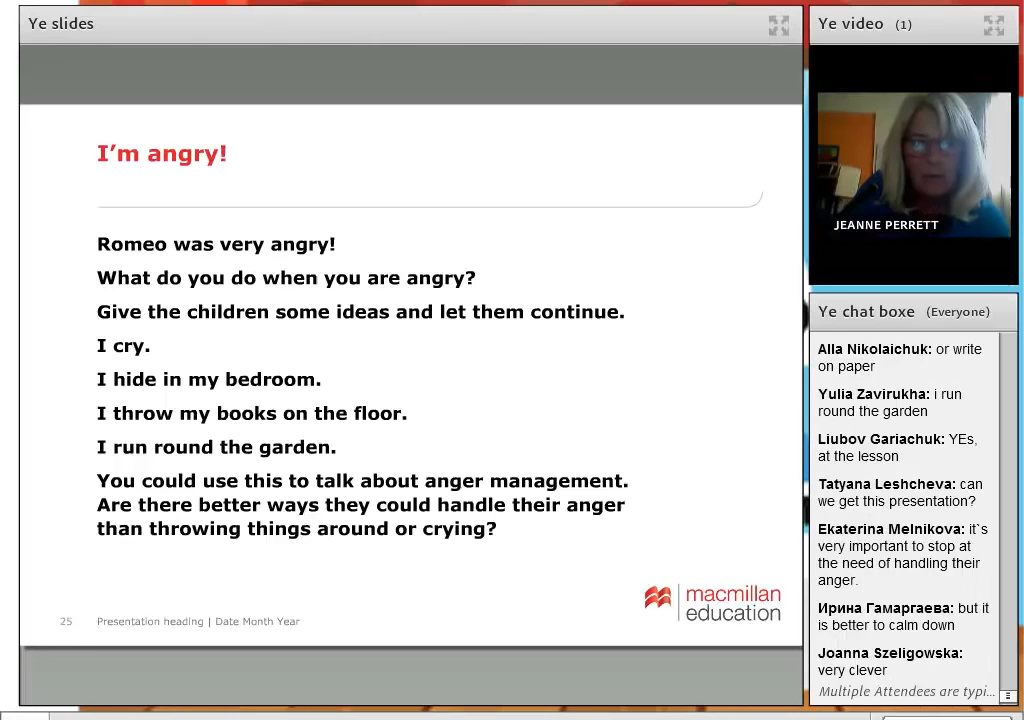 Ye slides
I'm angry!
Romeo was very angry!
What do you do when you are angry?
Give the children some ideas and let them continue.
I cry.
I hide in my bedroom.
I throw my books on the floor.
I run round the garden.
You could use this to talk about anger management.
Are there better ways they could handle their anger
than throwing things around or crying?
macmillan
education
25 Presentation heading | Date Month Year
Ye video (1)
JEANNE PERRETT
Ye chat boxe (Everyone)
Alla Nikolaichuk: or write
on paper
Yulia Zavirukha: i run
round the garden
Liubov Gariachuk: YEs,
at the lesson
Tatyana Leshcheva: can
we get this presentation?
Ekaterina Melnikova: it`s
very important to stop at
the need of handling their
anger.
Ирина Гамаргаева: but it
is better to calm down
Joanna Szeligowska:
very clever
Multiple Attendees are typi...